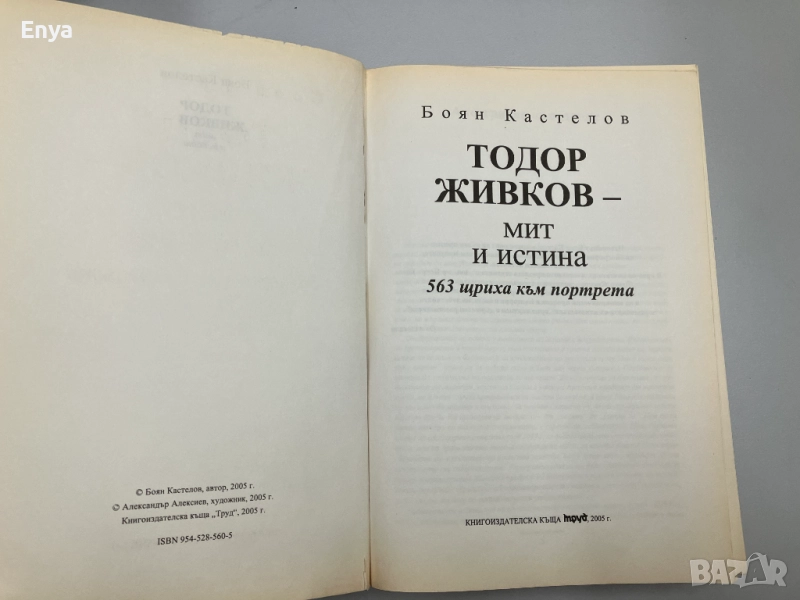 Enya
© Боян Кастелов, автор, 2005 г.
© Александър Алексиев, художник, 2005 г.
Книгоиздателска къща „Труд", 2005 г.
ISBN 954-528-560-5
Боян Кастелов
ТОДОР
ЖИВКОВ –
мит
и истина
563 щриха към портрета
КНИГОИЗДАТЕЛСКА КЪЩА труд, 2005 г.
BAZAR